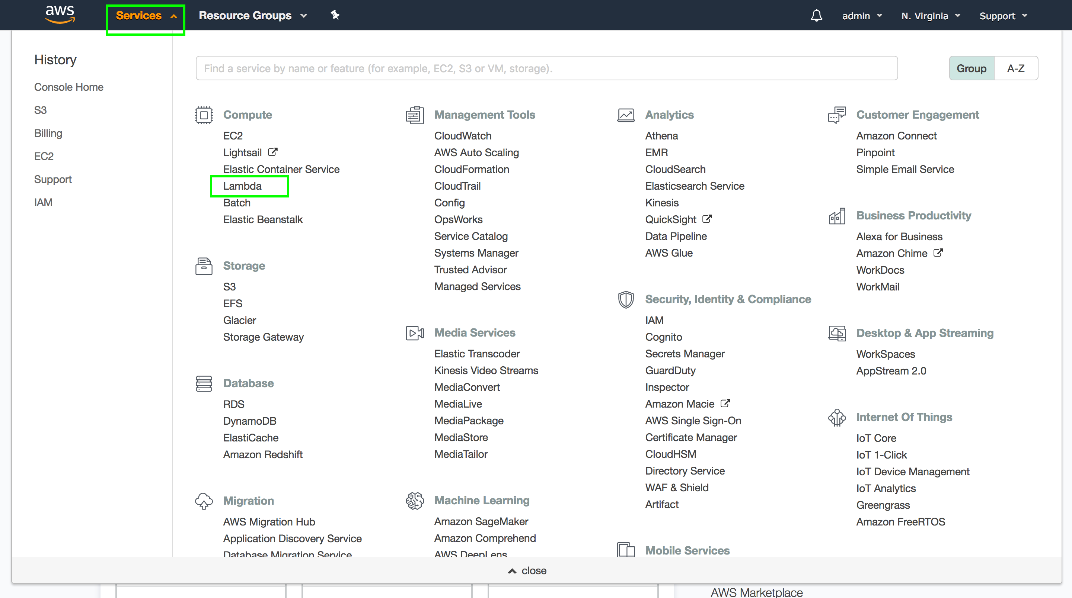 aws
Services
Resource Groups
admin
N. Virginia
Support
History
Console Home
S3
Billing
EC2
Support
IAM
Find a service by name or feature (for example, EC2, S3 or VM, storage).
Group
A-Z
Compute
EC2
Lightsail
Elastic Container Service
Lambda
Batch
Elastic Beanstalk
Storage
S3
EFS
Glacier
Storage Gateway
Database
RDS
DynamoDB
ElastiCache
Amazon Redshift
Migration
AWS Migration Hub
Application Discovery Service
Database Migration Service
Management Tools
CloudWatch
AWS Auto Scaling
CloudFormation
CloudTrail
Config
OpsWorks
Service Catalog
Systems Manager
Trusted Advisor
Managed Services
Media Services
Elastic Transcoder
Kinesis Video Streams
MediaConvert
MediaLive
MediaPackage
MediaStore
MediaTailor
Machine Learning
Amazon SageMaker
Amazon Comprehend
AWS DeepLens
Analytics
Athena
EMR
CloudSearch
Elasticsearch Service
Kinesis
QuickSight
Data Pipeline
AWS Glue
Security, Identity & Compliance
IAM
Cognito
Secrets Manager
GuardDuty
Inspector
Amazon Macie
AWS Single Sign-On
Certificate Manager
CloudHSM
Directory Service
WAF & Shield
Artifact
Mobile Services
Customer Engagement
Amazon Connect
Pinpoint
Simple Email Service
Business Productivity
Alexa for Business
Amazon Chime
WorkDocs
WorkMail
Desktop & App Streaming
WorkSpaces
AppStream 2.0
Internet Of Things
IoT Core
IoT 1-Click
IoT Device Management
IoT Analytics
Greengrass
Amazon FreeRTOS
close
AWS Marketplace